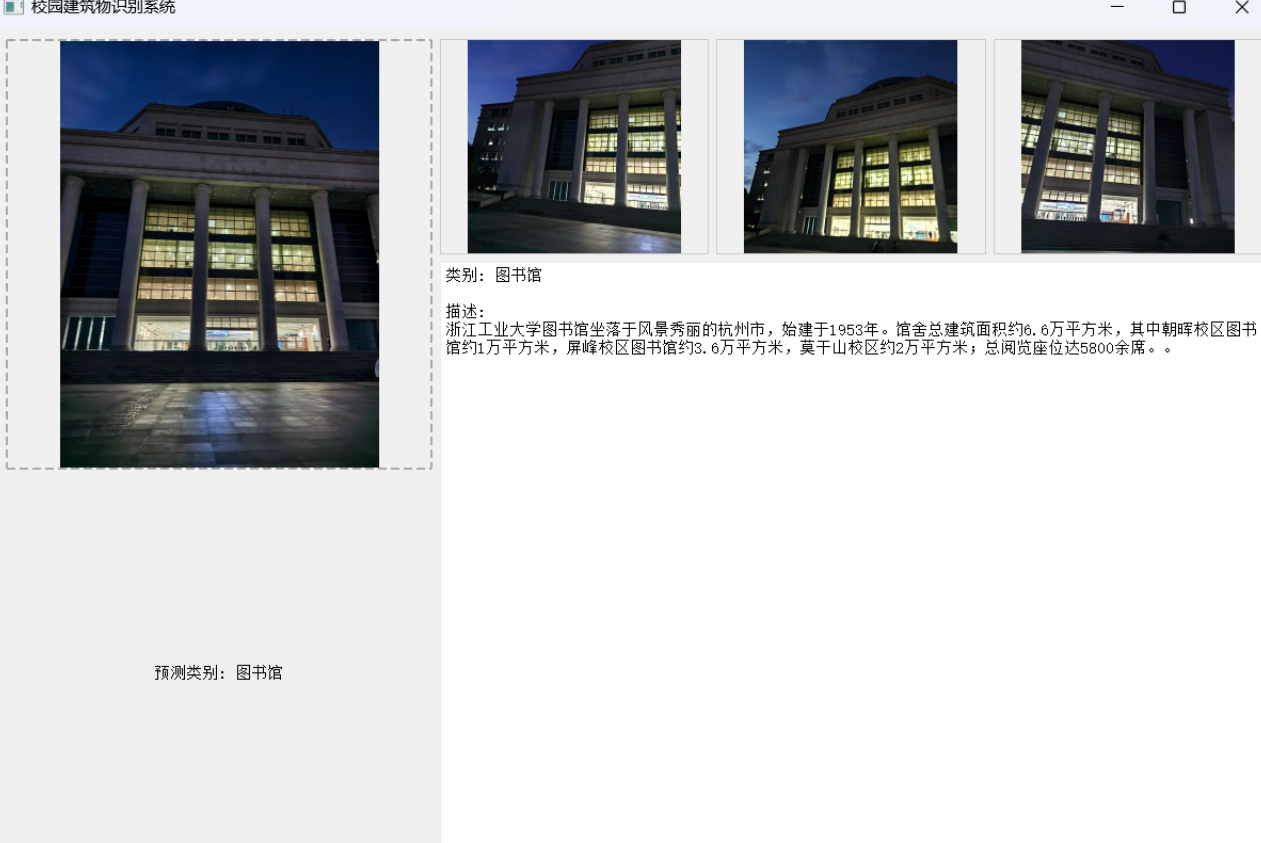 校园建筑物识别系统
类别: 图书馆
描述:
浙江工业大学图书馆坐落于风景秀丽的杭州市，始建于1953年。馆舍总建筑面积约6.6万平方米，其中朝晖校区图书
馆约1万平方米，屏峰校区图书馆约3.6万平方米，莫干山校区约2万平方米；总阅览座位达5800余席。。
预测类别: 图书馆